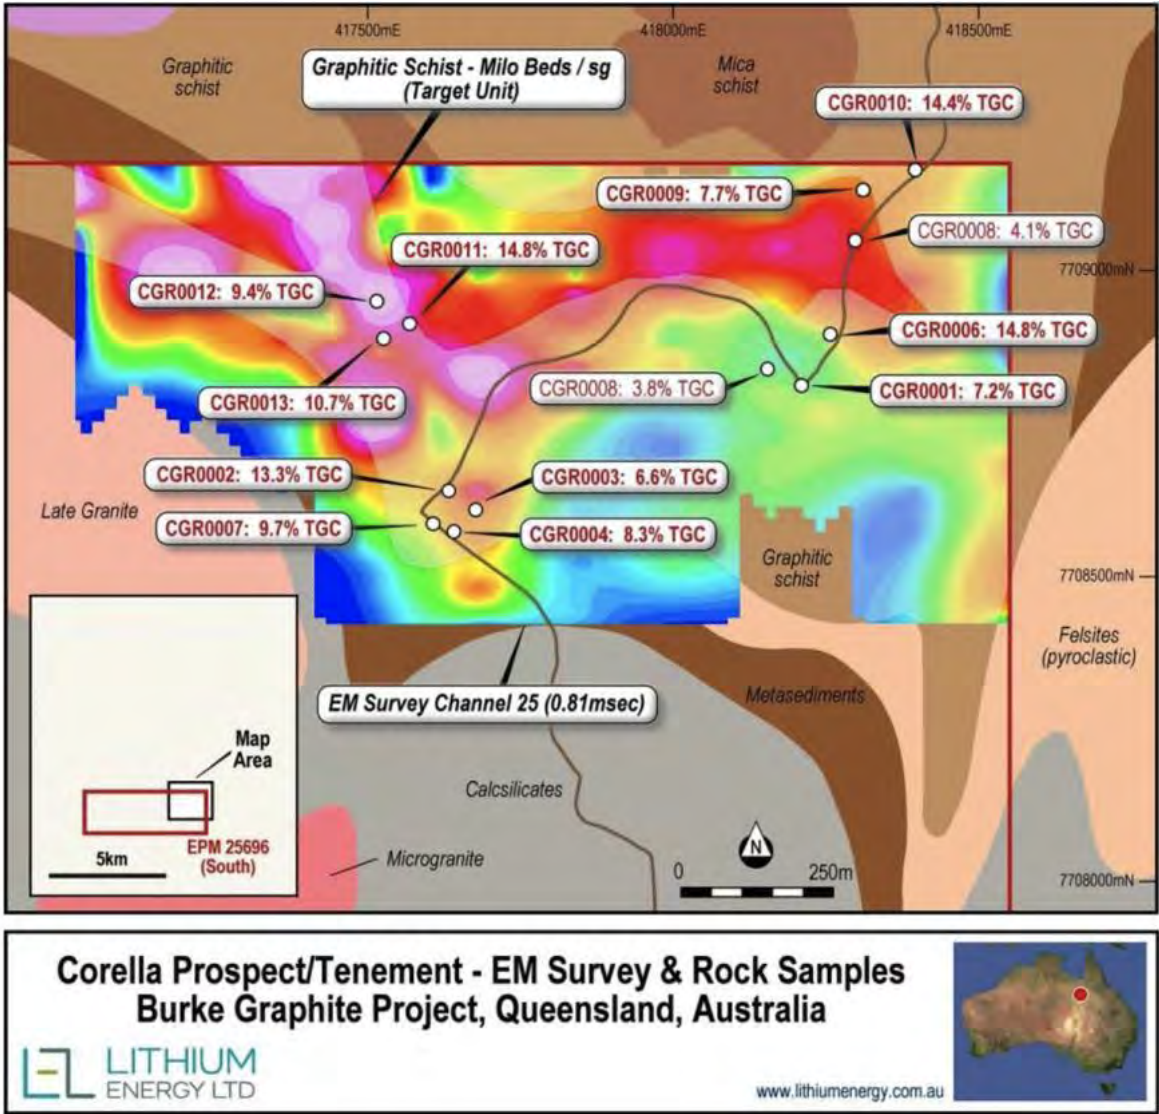 417500mE
418000mE
418500mE
Graphitic
schist
Graphitic Schist - Milo Beds / sg
(Target Unit)
Mica
schist
CGR0010: 14.4% TGC
CGR0009: 7.7% TGC
CGR0008: 4.1% TGC
CGR0011: 14.8% TGC
7709000mN
CGR0012: 9.4% TGC
CGR0006: 14.8% TGC
CGR0008: 3.8% TGC
CGR0001: 7.2% TGC
CGR0013: 10.7% TGC
CGR0002: 13.3% TGC
CGR0003: 6.6% TGC
Late Granite
CGR0007: 9.7% TGC
CGR0004: 8.3% TGC
Graphitic
schist
7708500mN
Felsites
(pyroclastic)
EM Survey Channel 25 (0.81msec)
Metasediments
Map
Area
Calcsilicates
EPM 25696
(South)
5km
Microgranite
N
0
250m
7708000mN
Corella Prospect/Tenement - EM Survey & Rock Samples
Burke Graphite Project, Queensland, Australia
LITHIUM
ENERGY LTD
www.lithiumenergy.com.au